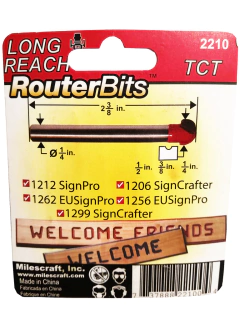 LONG
REACH
2210
TCT
RouterBits™
2 3/8 in.
Ø 1/4 in.
1/2 in. 3/8 in. 1/4 in.
1212 SignPro 1206 SignCrafter
1262 EUSignPro 1256 EUSignPro
1299 SignCrafter
WELCOME FRIENDS
WELCOME
Milescraft, Inc.
www.milescraft.com
Made in China
Fabricada en China
Fabriqué en Chine